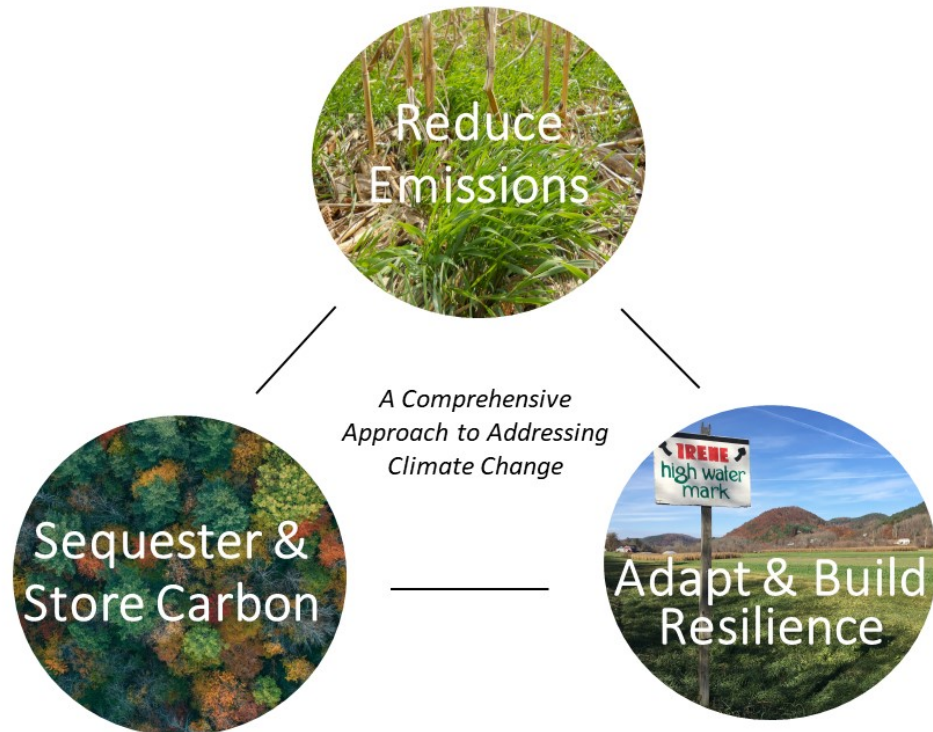 Reduce
Emissions
A Comprehensive
Approach to Addressing
Climate Change
Sequester &
Store Carbon
IRENE
high water
mark
Adapt & Build
Resilience